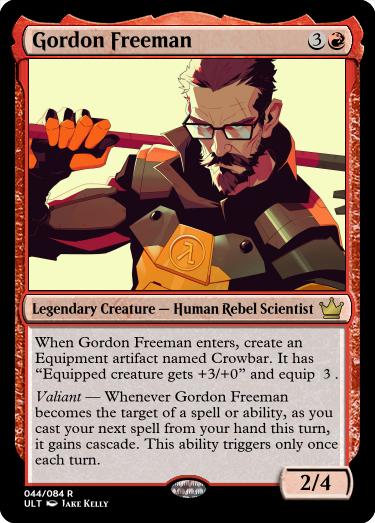 Gordon Freeman 3
Legendary Creature — Human Rebel Scientist
When Gordon Freeman enters, create an
Equipment artifact named Crowbar. It has
“Equipped creature gets +3/+0” and equip 3 .
Valiant — Whenever Gordon Freeman
becomes the target of a spell or ability, as you
cast your next spell from your hand this turn,
it gains cascade. This ability triggers only once
each turn.
2/4
044/084 R
ULT Jake Kelly